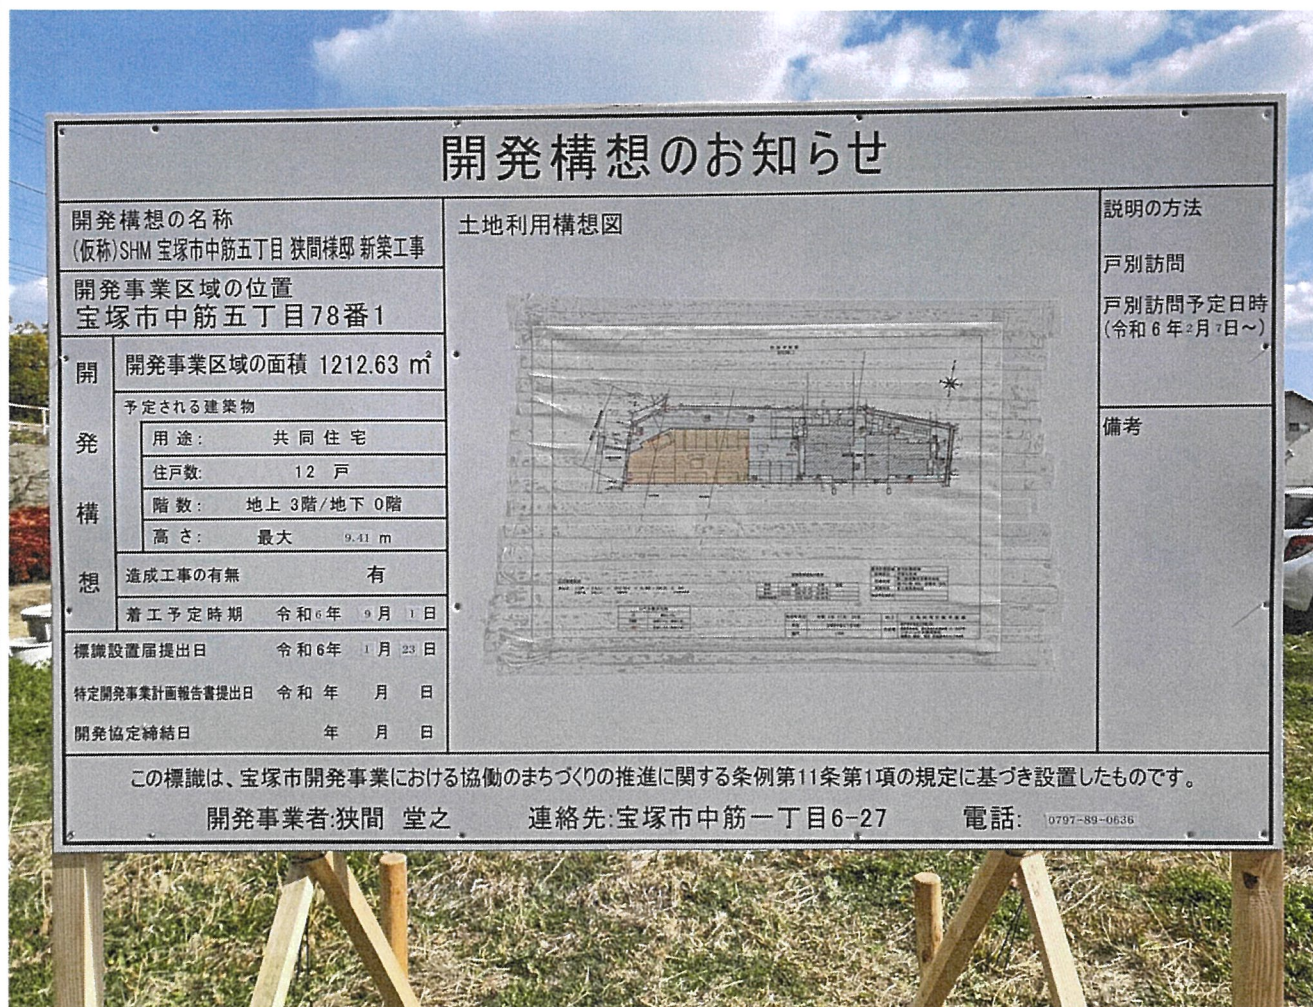 開発構想のお知らせ
開発構想の名称
(仮称)SHM 宝塚市中筋五丁目 狭間様邸 新築工事
開発事業区域の位置
宝塚市中筋五丁目78番1
開発構想
開発事業区域の面積 1212.63 ㎡
予定される建築物
用途: 共同住宅
住戸数: 12 戸
階数: 地上 3階/地下 0階
高さ: 最大 9.41 m
造成工事の有無 有
着工予定時期 令和6年 9月 1日
標識設置届提出日 令和6年 1月 23日
特定開発事業計画報告書提出日 令和 年 月 日
開発協定締結日 年 月 日
土地利用構想図
説明の方法
戸別訪問
戸別訪問予定日時
(令和6年2月7日~)
備考
この標識は、宝塚市開発事業における協働のまちづくりの推進に関する条例第11条第1項の規定に基づき設置したものです。
開発事業者:狭間 堂之 連絡先:宝塚市中筋一丁目6-27 電話: 0797-89-0636